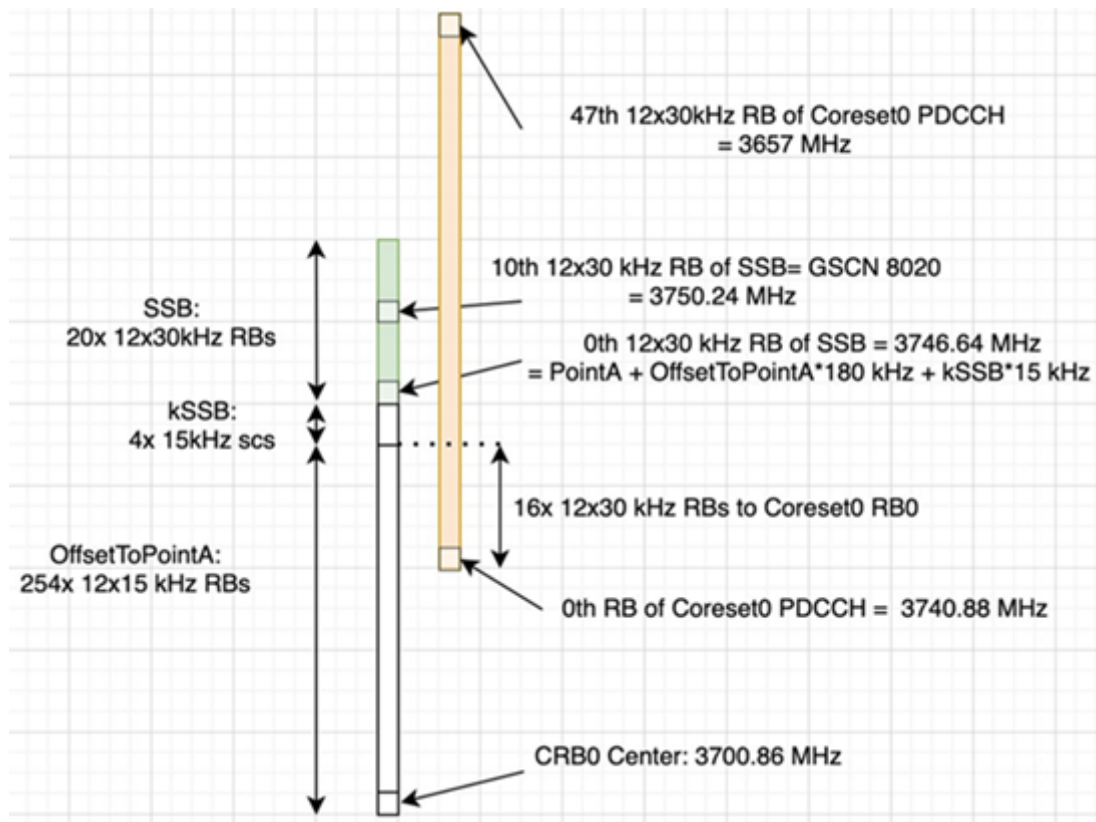 47th 12x30kHz RB of Coreset0 PDCCH
= 3657 MHz
10th 12x30 kHz RB of SSB= GSCN 8020
= 3750.24 MHz
SSB:
20x 12x30kHz RBs
0th 12x30 kHz RB of SSB = 3746.64 MHz
= PointA + OffsetToPointA*180 kHz + kSSB*15 kHz
kSSB:
4x 15kHz scs
16x 12x30 kHz RBs to Coreset0 RB0
OffsetToPointA:
254x 12x15 kHz RBs
0th RB of Coreset0 PDCCH = 3740.88 MHz
CRB0 Center: 3700.86 MHz